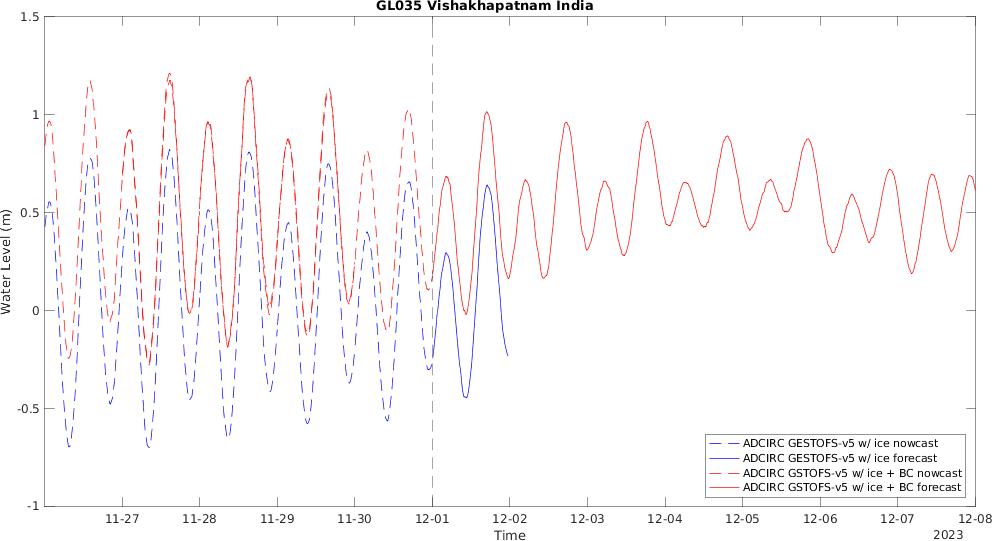 GL035 Vishakhapatnam India
1.5
1
0.5
0
-0.5
-1
Water Level (m)
11-27 11-28 11-29 11-30 12-01 12-02 12-03 12-04 12-05 12-06 12-07 12-08
Time
2023
ADCIRC GESTOFS-v5 w/ ice nowcast
ADCIRC GESTOFS-v5 w/ ice forecast
ADCIRC GSTOFS-v5 w/ ice + BC nowcast
ADCIRC GSTOFS-v5 w/ ice + BC forecast